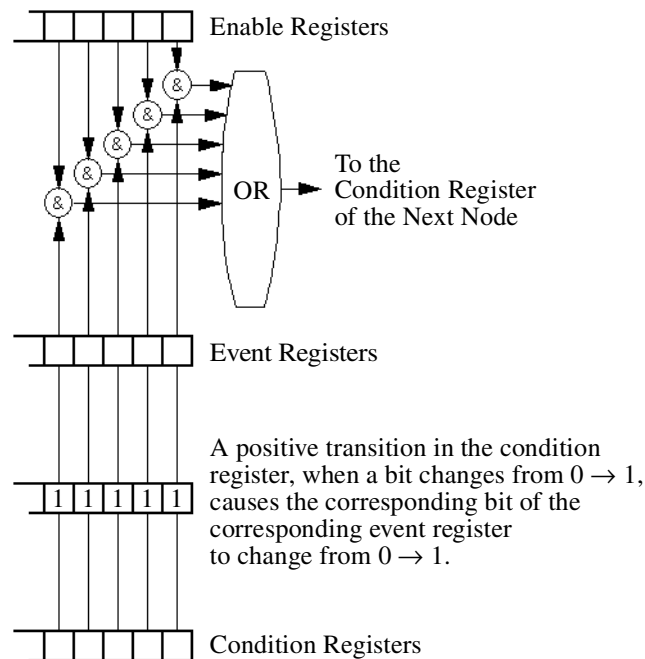 Enable Registers
&
&
&
&
&
OR
To the
Condition Register
of the Next Node
Event Registers
A positive transition in the condition
register, when a bit changes from 0 → 1,
1 1 1 1 1
causes the corresponding bit of the
corresponding event register
to change from 0 → 1.
Condition Registers